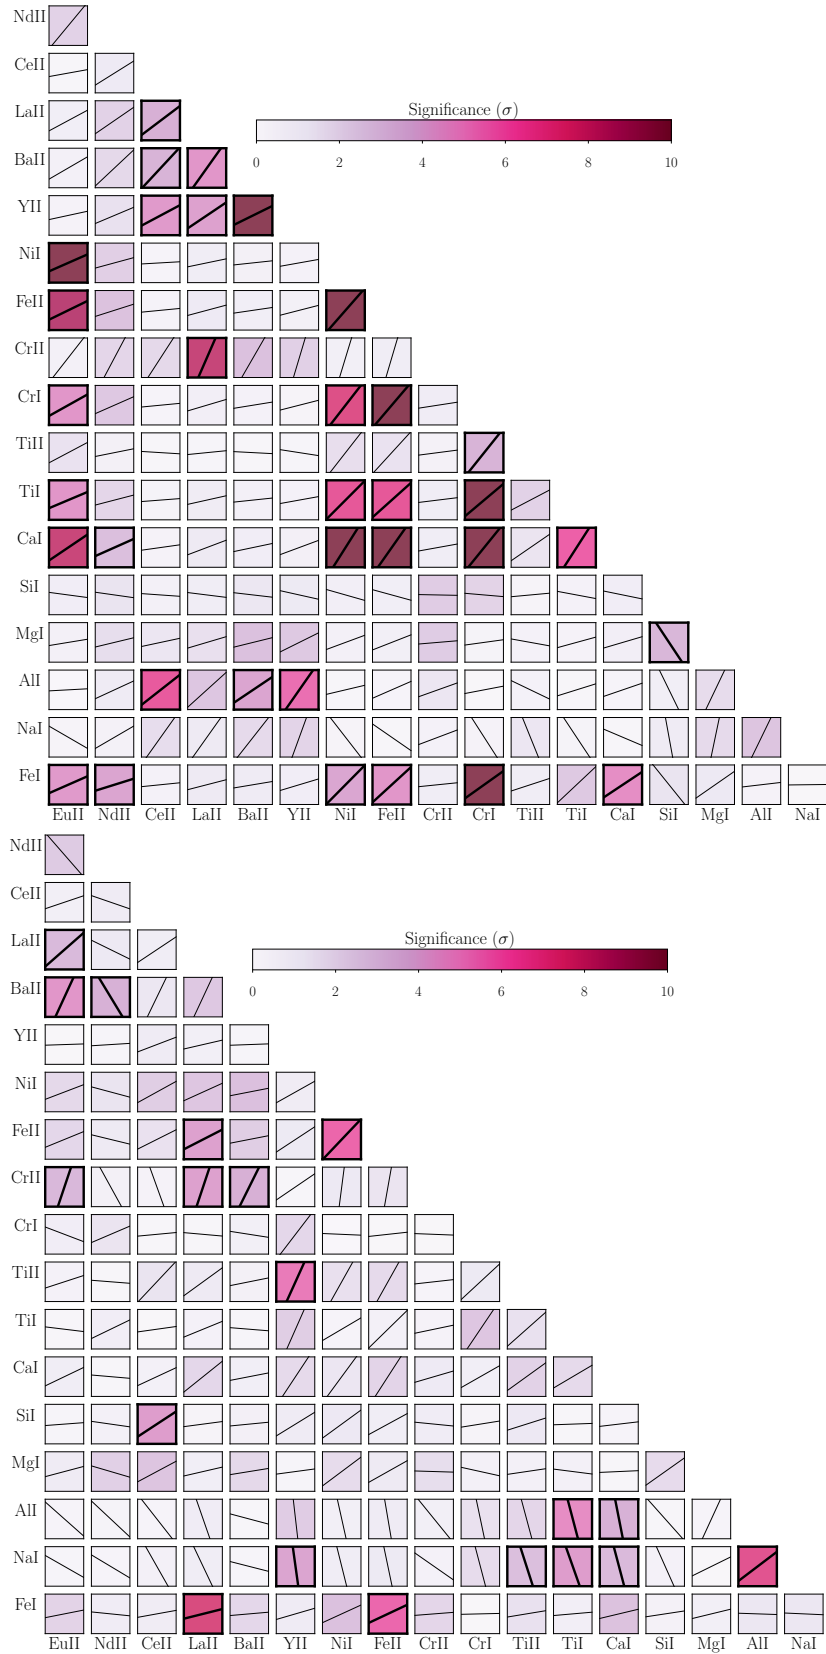 NdII
CeII
LaII
Significance (σ)
0 2 4 6 8 10
BaII
YII
NiI
FeII
CrII
CrI
TiII
TiI
CaI
SiI
MgI
AlI
NaI
FeI
EuII NdII CeII LaII BaII YII NiI FeII CrII CrI TiII TiI CaI SiI MgI AlI NaI
NdII
CeII
LaII
Significance (σ)
0 2 4 6 8 10
BaII
YII
NiI
FeII
CrII
CrI
TiII
TiI
CaI
SiI
MgI
AlI
NaI
FeI
EuII NdII CeII LaII BaII YII NiI FeII CrII CrI TiII TiI CaI SiI MgI AlI NaI